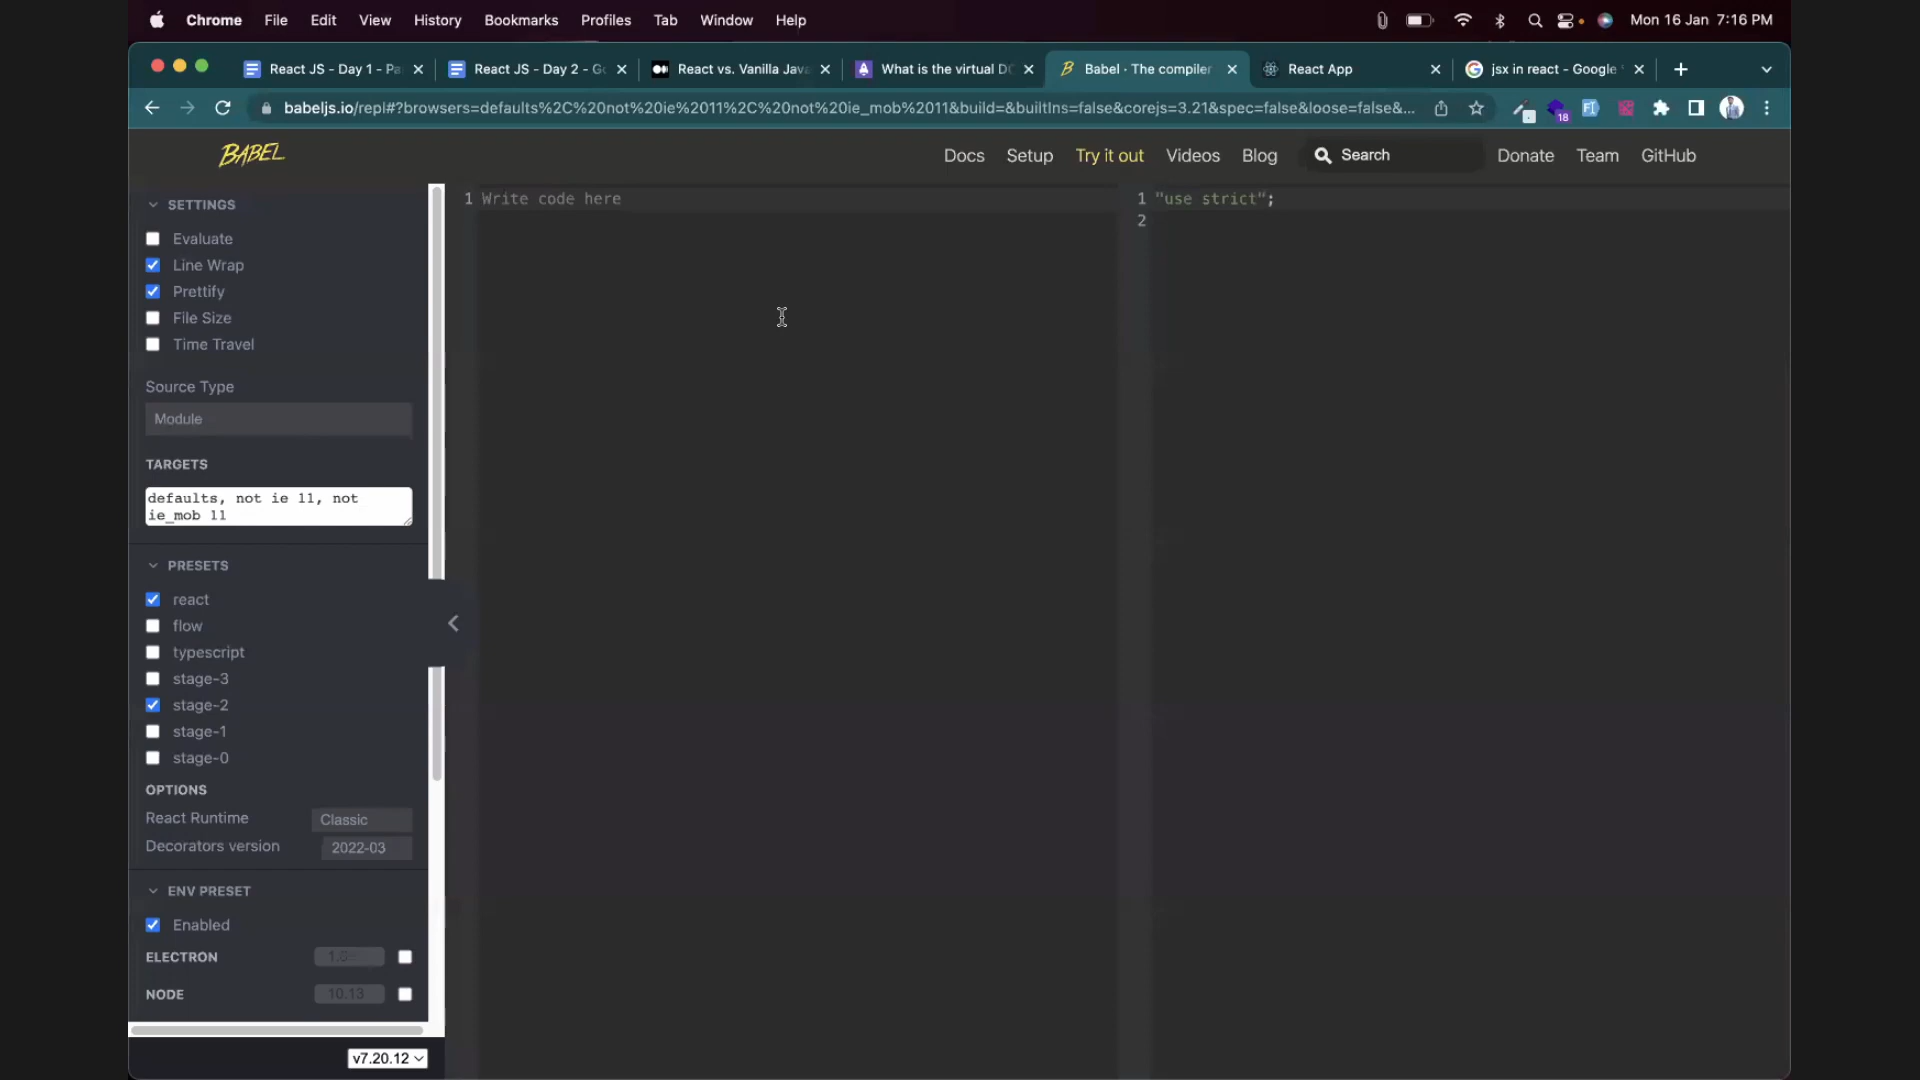 Chrome File Edit View History Bookmarks Profiles Tab Window Help Mon 16 Jan 7:16 PM
React JS - Day 1 - Pa React JS - Day 2 - Go React vs. Vanilla Java What is the virtual DO Babel · The compiler React App jsx in react - Google
babeljs.io/repl#?browsers=defaults%2C%20not%20ie%2011%2C%20not%20ie_mob%2011&build=&builtIns=false&corejs=3.21&spec=false&loose=false&... 18
BABEL Docs Setup Try it out Videos Blog Search Donate Team GitHub
SETTINGS
Evaluate
Line Wrap
Prettify
File Size
Time Travel
Source Type
Module
TARGETS
defaults, not ie 11, not
ie_mob 11
PRESETS
react
flow
typescript
stage-3
stage-2
stage-1
stage-0
OPTIONS
React Runtime Classic
Decorators version 2022-03
ENV PRESET
Enabled
ELECTRON 1.8
NODE 10.13
v7.20.12
1 Write code here
1 "use strict";
2